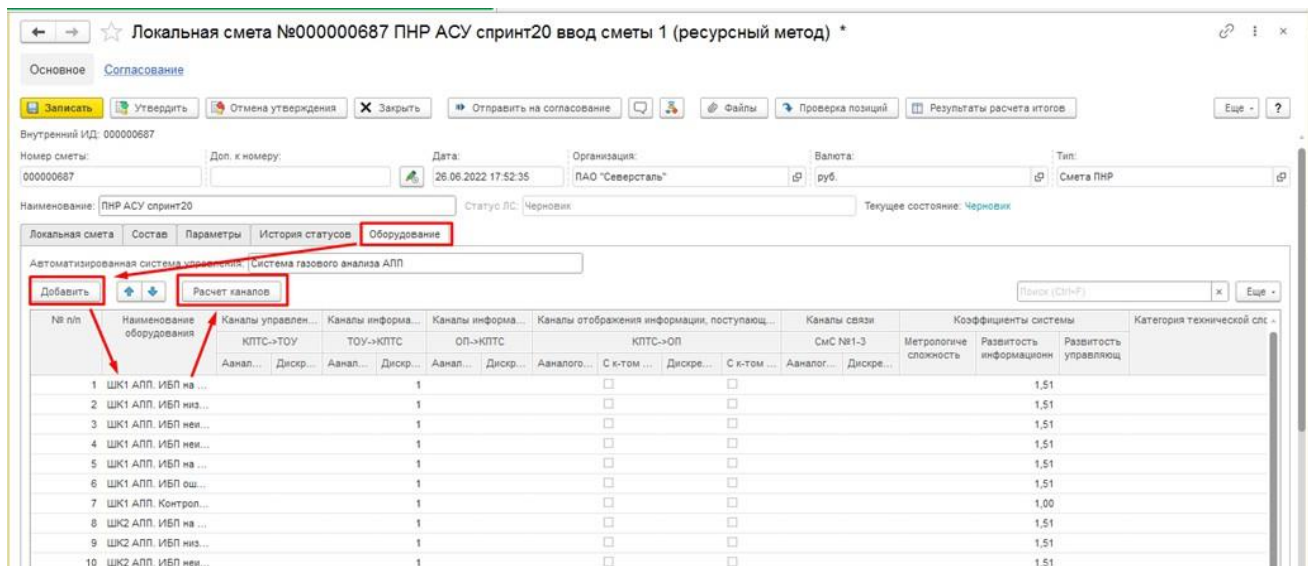 Локальная смета №000000687 ПНР АСУ спринт20 ввод сметы 1 (ресурсный метод) *
Основное Согласование
Записать Утвердить Отмена утверждения Закрыть Отправить на согласование Файлы Проверка позиций Результаты расчета итогов Еще ?
Внутренний ИД: 000000687
Номер сметы: Доп. к номеру: Дата: Организация: Валюта: Тип:
000000687 26.06.2022 17:52:35 ПАО "Северсталь" руб. Смета ПНР
Наименование: ПНР АСУ спринт20 Статус ЛС: Черновик Текущее состояние: Черновик
Локальная смета Состав Параметры История статусов Оборудование
Автоматизированная система управления: Система газового анализа АПП
Добавить Расчет каналов Поиск (Ctrl+F) × Еще
№ п/п Наименование оборудования Каналы управлен... Каналы информа... Каналы информа... Каналы отображения информации, поступающ... Каналы связи Коэффициенты системы Категория технической слс
КПТС->ТОУ ТОУ->КПТС ОП->КПТС КПТС->ОП СмС №1-3 Метрологиче сложность Развитость информационн Развитость управляющ
Аанал... Дискр... Аанал... Дискр... Аанал... Дискр... Ааналого... С к-том ... Дискре... С к-том ... Ааналог... Дискре...
1 ШК1 АПП. ИБП на ... 1 1,51
2 ШК1 АПП. ИБП низ... 1 1,51
3 ШК1 АПП. ИБП неи... 1 1,51
4 ШК1 АПП. ИБП неи... 1 1,51
5 ШК1 АПП. ИБП на ... 1 1,51
6 ШК1 АПП. ИБП ош... 1 1,51
7 ШК1 АПП. Контрол... 1 1,00
8 ШК2 АПП. ИБП на ... 1 1,51
9 ШК2 АПП. ИБП низ... 1 1,51
10 ШК2 АПП. ИБП неи... 1 1,51